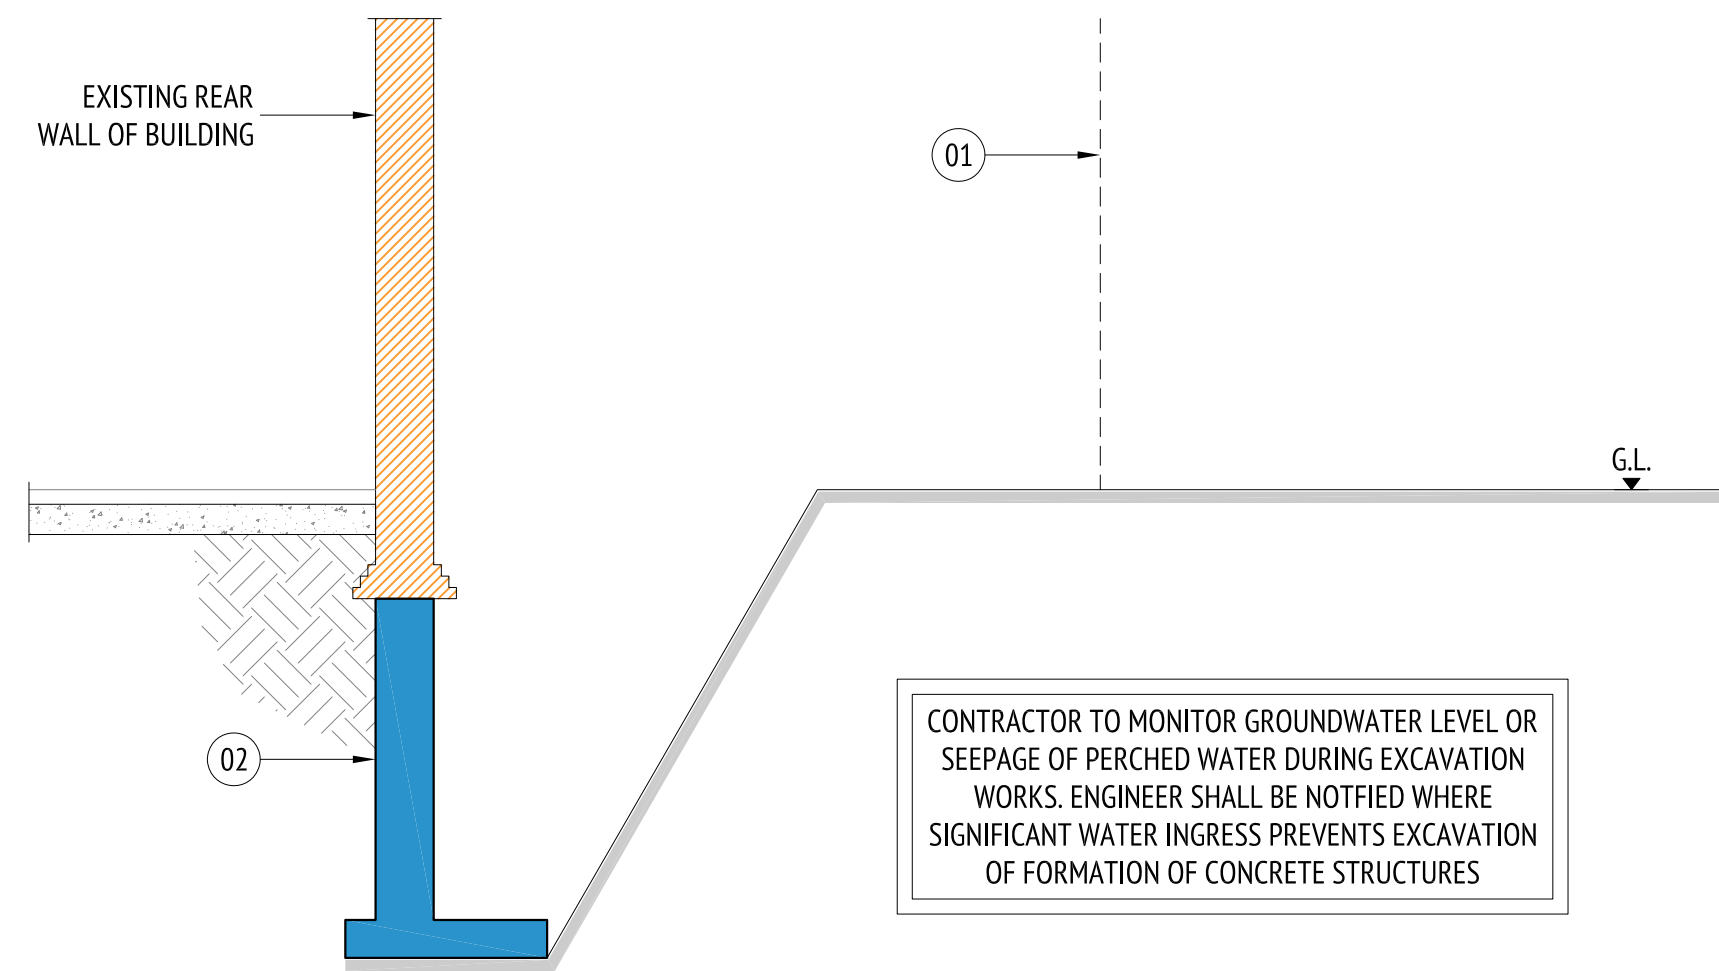 EXISTING REAR
WALL OF BUILDING
01
G.L.
02
CONTRACTOR TO MONITOR GROUNDWATER LEVEL OR
SEEPAGE OF PERCHED WATER DURING EXCAVATION
WORKS. ENGINEER SHALL BE NOTFIED WHERE
SIGNIFICANT WATER INGRESS PREVENTS EXCAVATION
OF FORMATION OF CONCRETE STRUCTURES